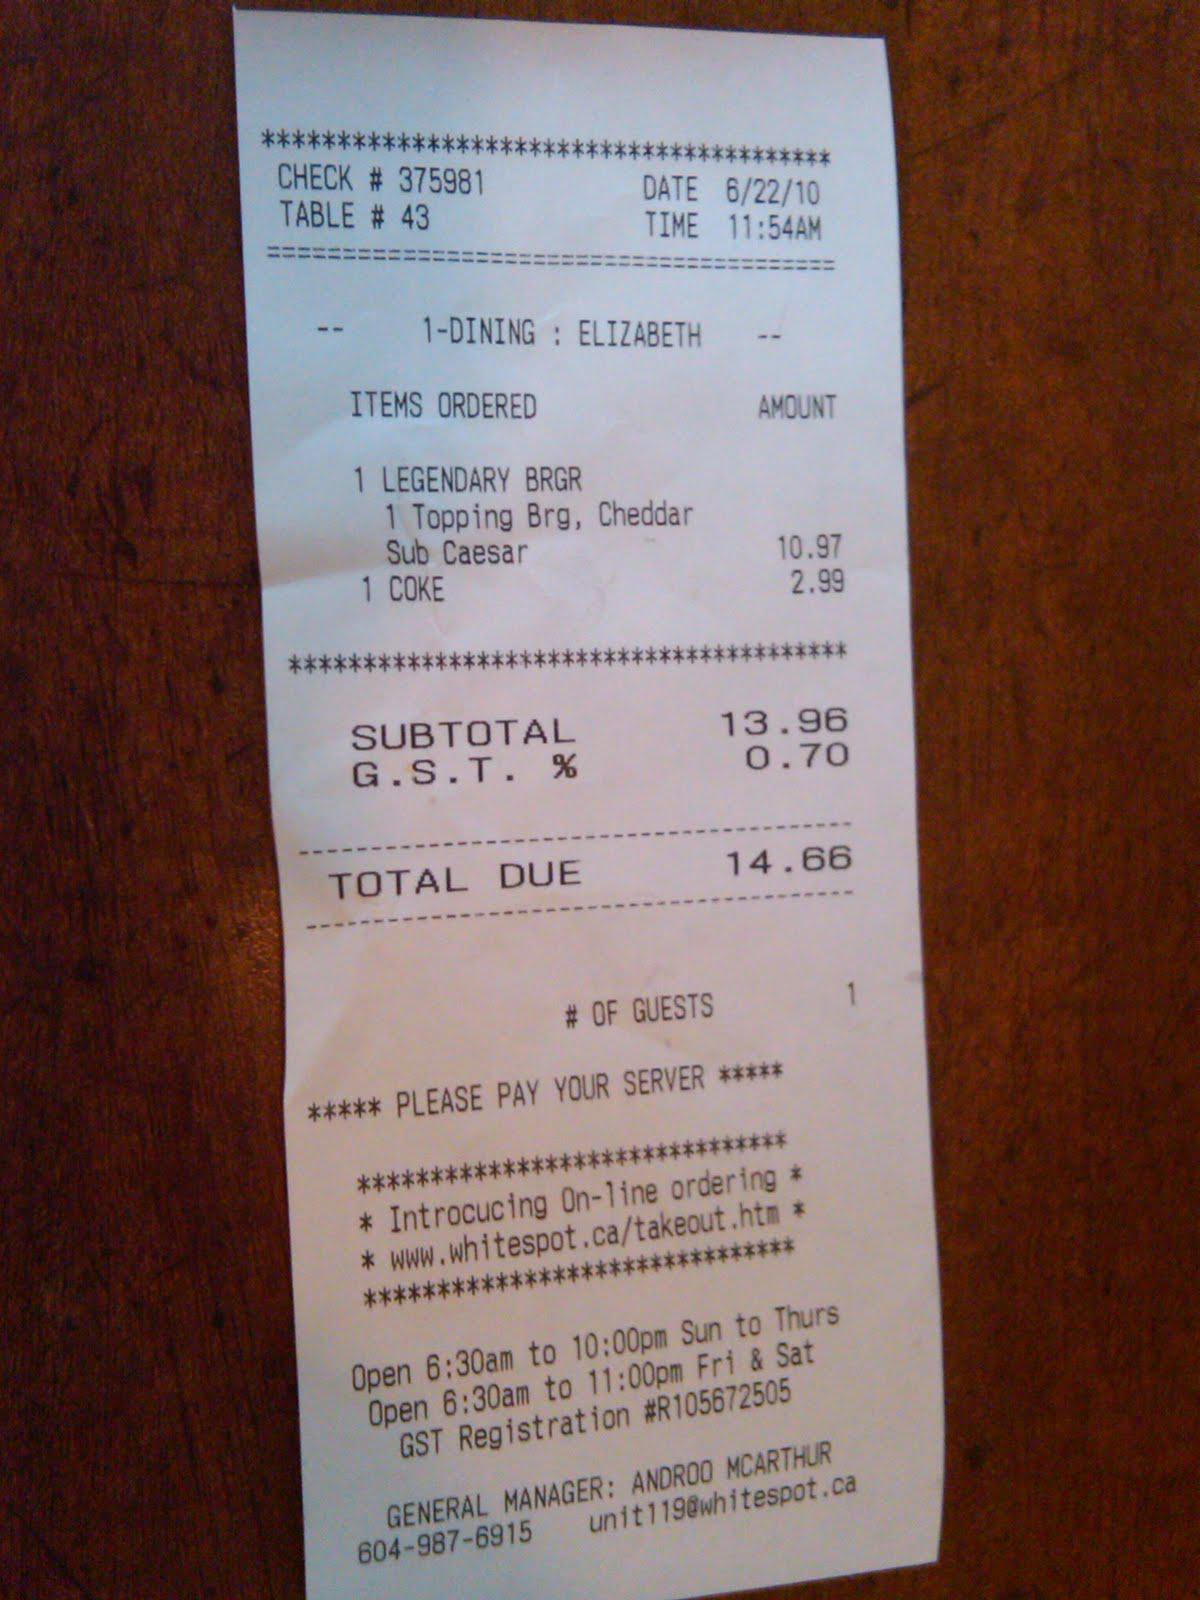 ****************************************
CHECK # 375981 DATE 6/22/10
TABLE # 43 TIME 11:54AM
========================================
-- 1-DINING : ELIZABETH --
ITEMS ORDERED AMOUNT
1 LEGENDARY BRGR
1 Topping Brg, Cheddar
Sub Caesar 10.97
1 COKE 2.99
****************************************
SUBTOTAL 13.96
G.S.T. % 0.70
----------------------------------------
TOTAL DUE 14.66
----------------------------------------
# OF GUESTS 1
***** PLEASE PAY YOUR SERVER *****
******************************
* Introcucing On-line ordering *
* www.whitespot.ca/takeout.htm *
******************************
Open 6:30am to 10:00pm Sun to Thurs
Open 6:30am to 11:00pm Fri & Sat
GST Registration #R105672505
GENERAL MANAGER: ANDROO MCARTHUR
604-987-6915 unit119@whitespot.ca